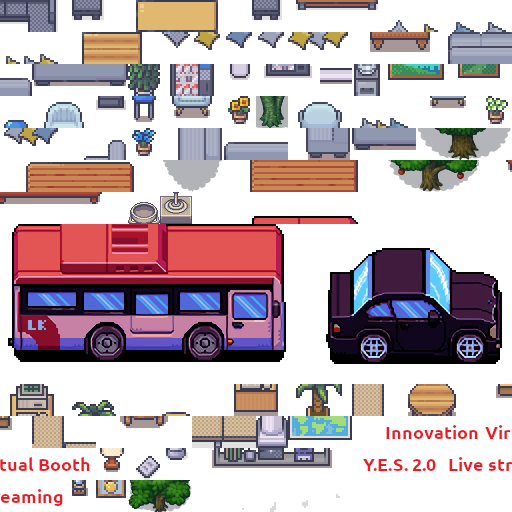 LK
Innovation Vir
tual Booth
Y.E.S. 2.0 Live str
eaming